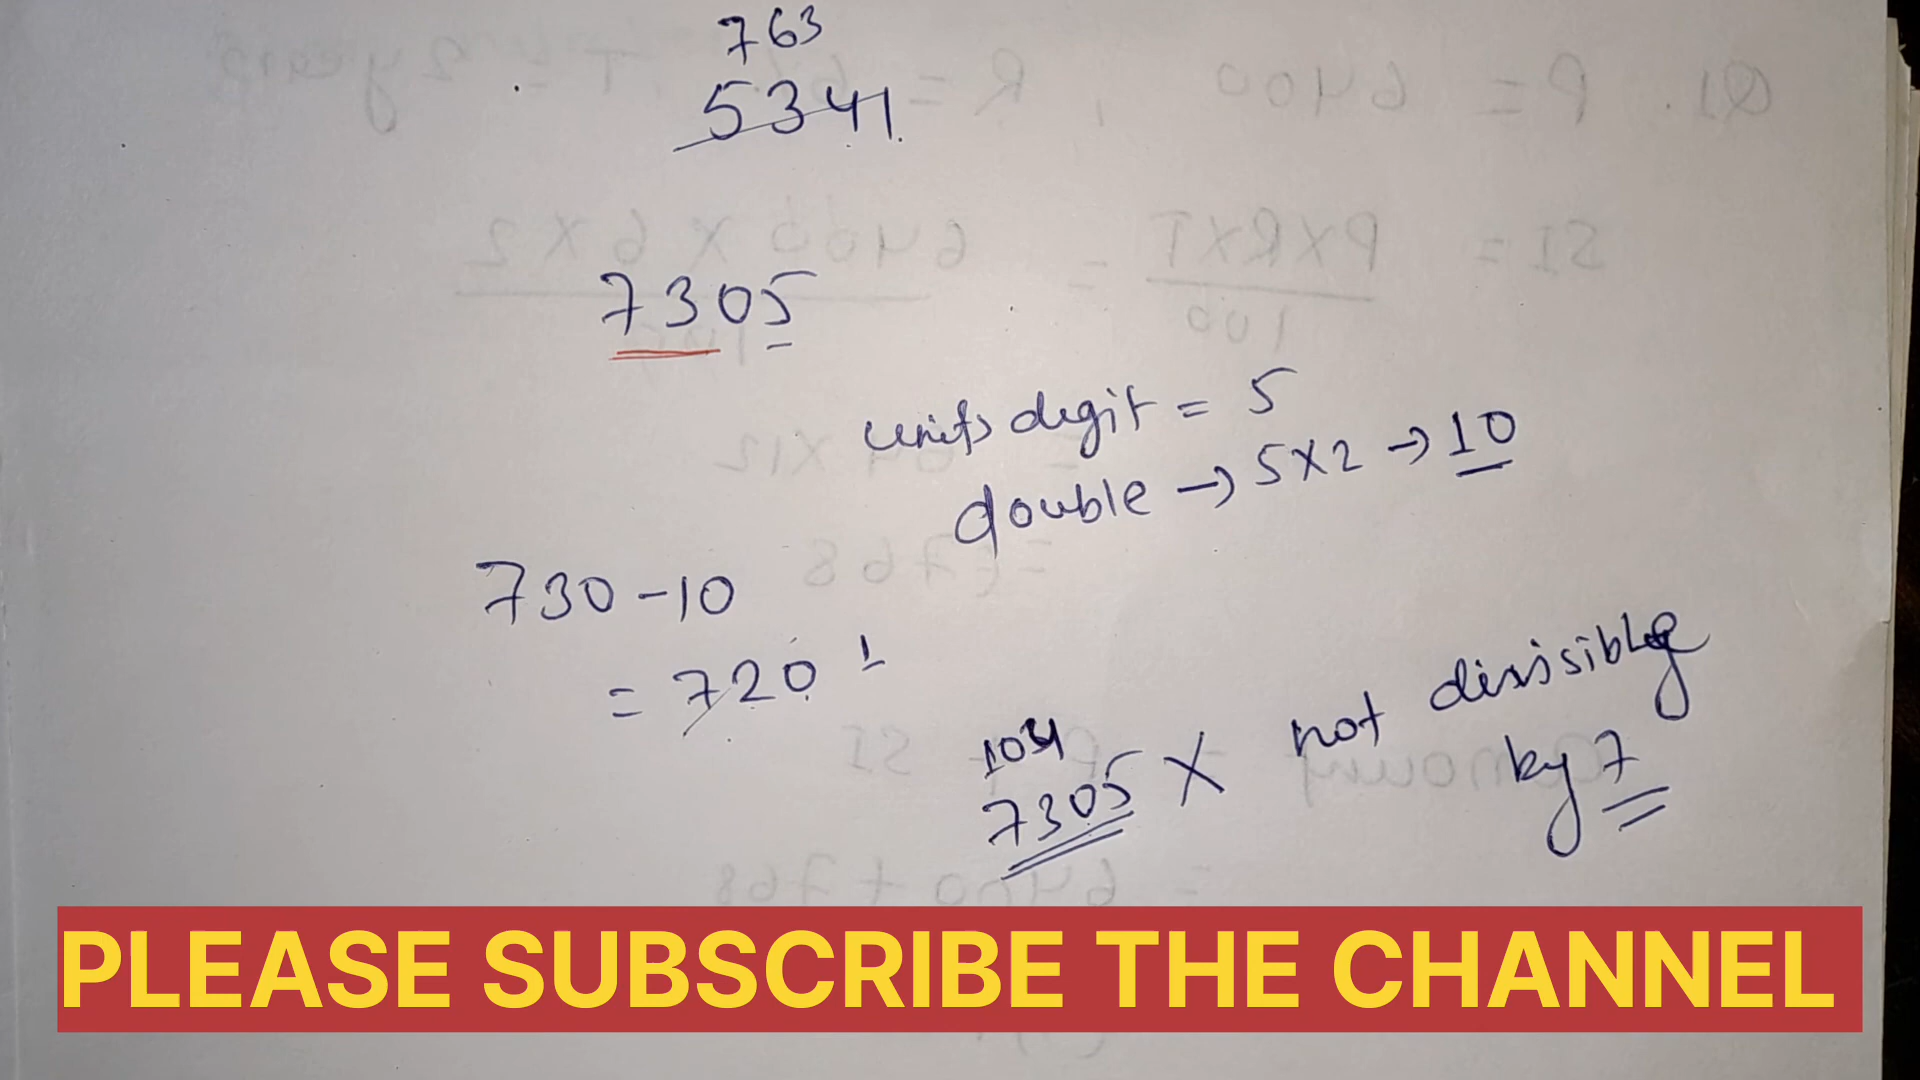 763
5341
7305
units digit = 5
double → 5×2 → 10
730-10
= 720
1034
7305 × not divisible
by 7
PLEASE SUBSCRIBE THE CHANNEL